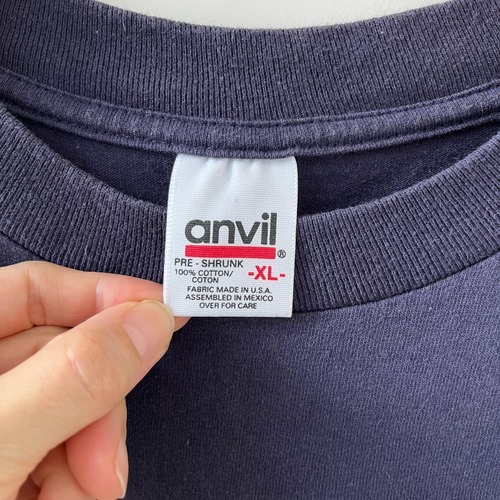 anvil®
PRE - SHRUNK
100% COTTON/
COTON
-XL-
FABRIC MADE IN U.S.A.
ASSEMBLED IN MEXICO
OVER FOR CARE